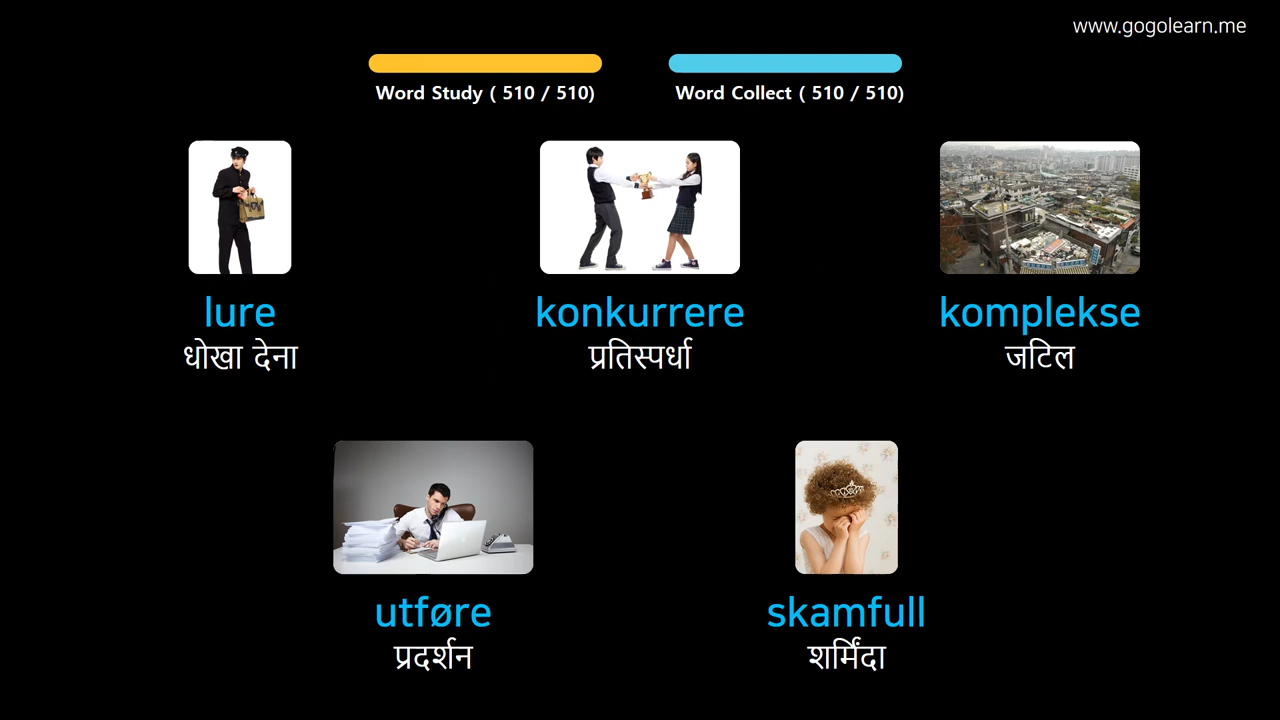 www.gogolearn.me
Word Study ( 510 / 510)
Word Collect ( 510 / 510)
lure
धोखा देना
konkurrere
प्रतिस्पर्धा
komplekse
जटिल
utføre
प्रदर्शन
skamfull
शर्मिंदा